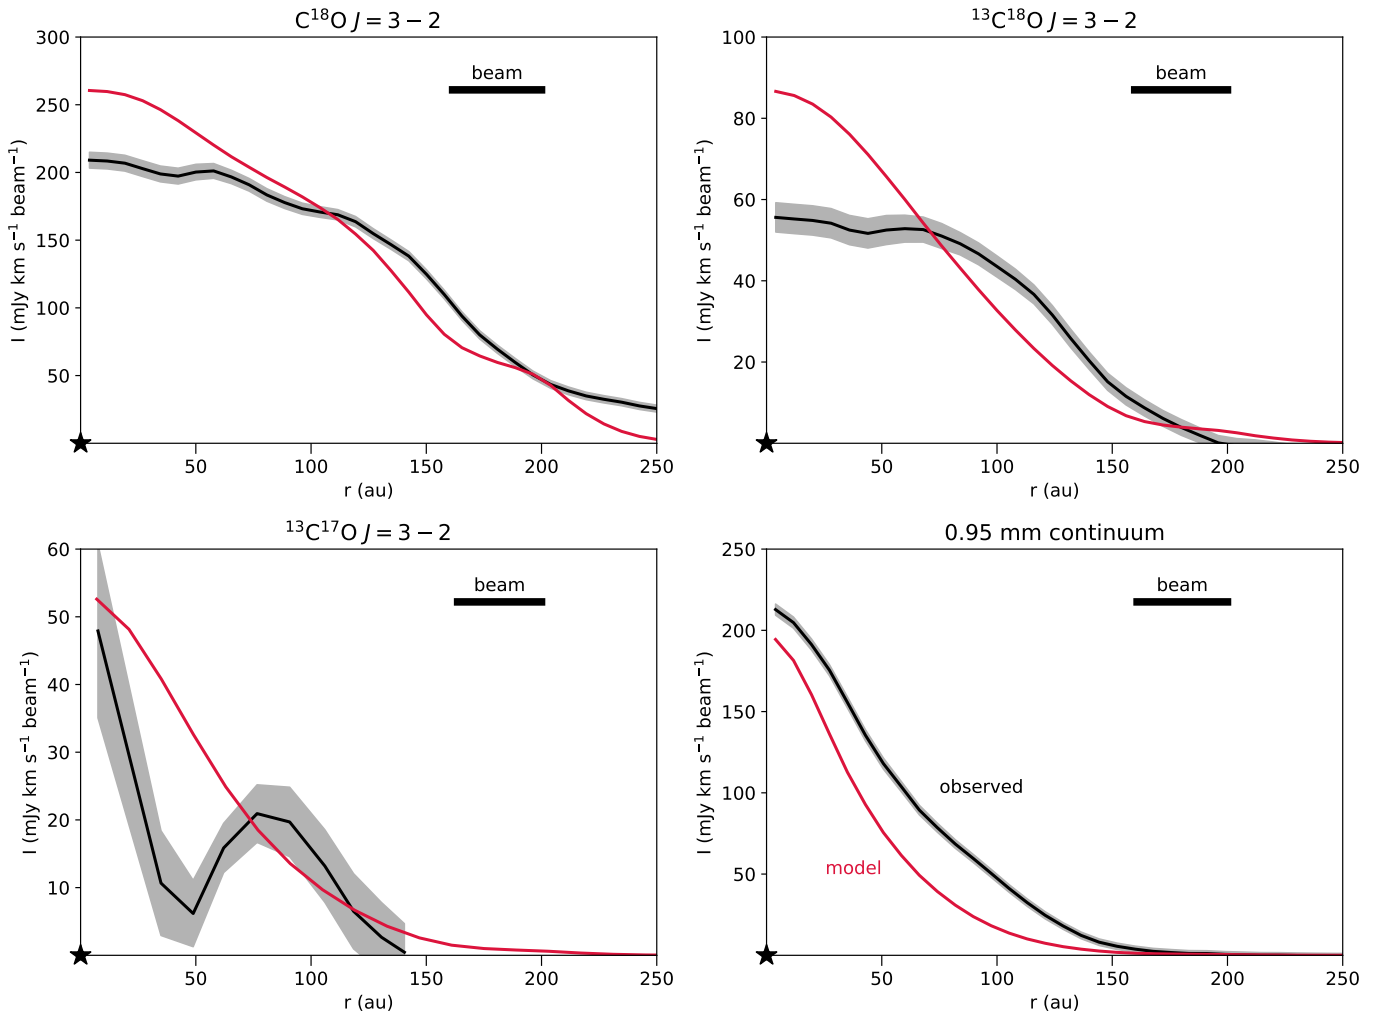 C¹⁸O J = 3 − 2
I (mJy km s⁻¹ beam⁻¹)
300
250
200
150
100
50
beam
50 100 150 200 250
r (au)
¹³C¹⁸O J = 3 − 2
I (mJy km s⁻¹ beam⁻¹)
100
80
60
40
20
beam
50 100 150 200 250
r (au)
¹³C¹⁷O J = 3 − 2
I (mJy km s⁻¹ beam⁻¹)
60
50
40
30
20
10
beam
50 100 150 200 250
r (au)
0.95 mm continuum
I (mJy km s⁻¹ beam⁻¹)
250
200
150
100
50
beam
observed
model
50 100 150 200 250
r (au)